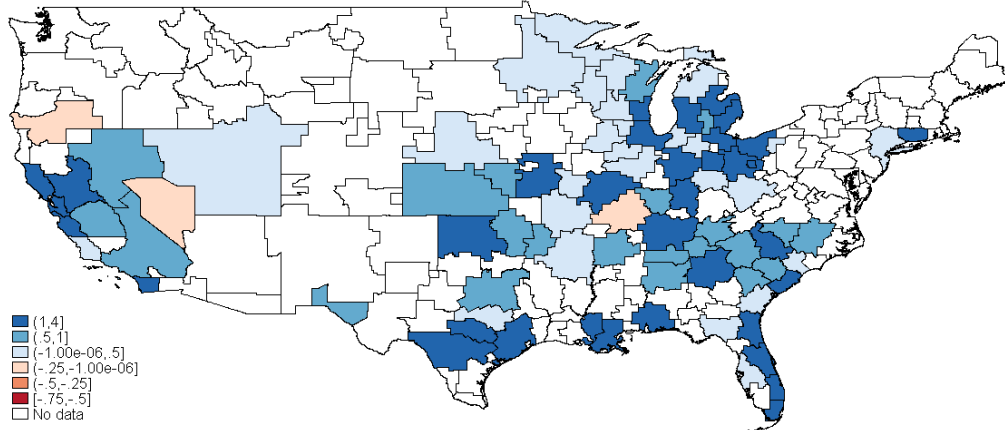 (1,4]
(.5,1]
(-1.00e-06,.5]
(-.25,-1.00e-06]
(-.5,-.25]
[-.75,-.5]
No data